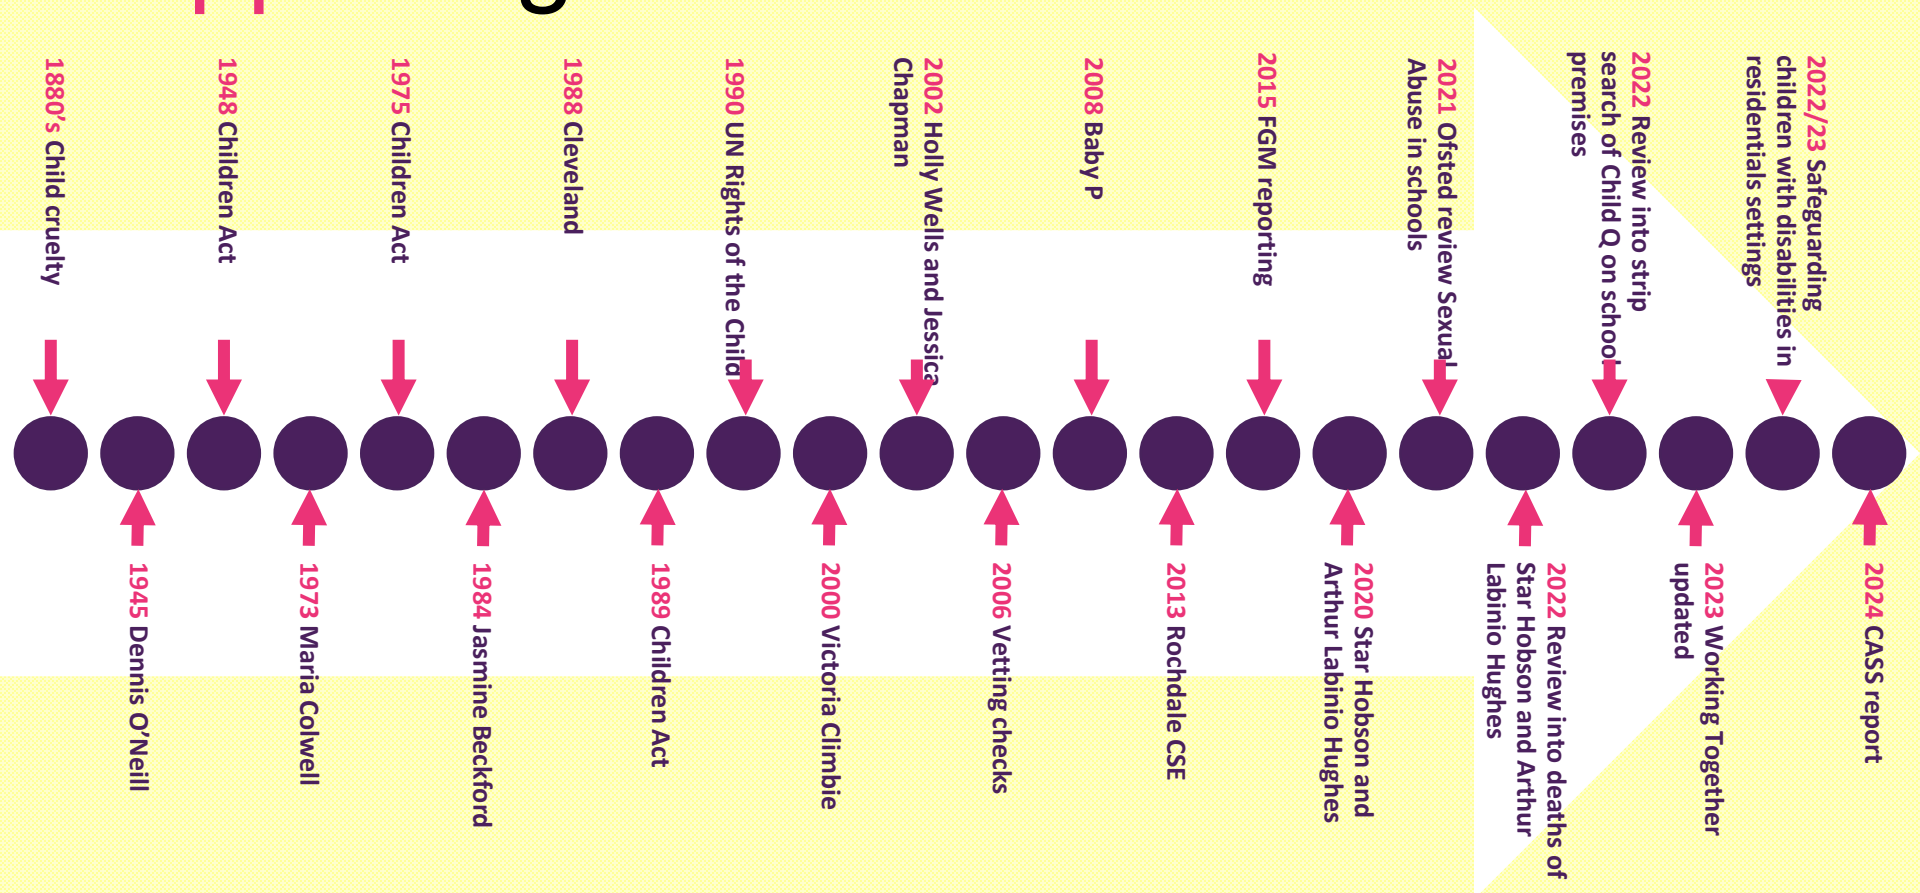 1880’s Child cruelty
1948 Children Act
1975 Children Act
1988 Cleveland
1990 UN Rights of the Child
2002 Holly Wells and Jessica
Chapman
2008 Baby P
2015 FGM reporting
2021 Ofsted review Sexual
Abuse in schools
2022 Review into strip
search of Child Q on school
premises
2022/23 Safeguarding
children with disabilities in
residentials settings
1945 Dennis O’Neill
1973 Maria Colwell
1984 Jasmine Beckford
1989 Children Act
2000 Victoria Climbie
2006 Vetting checks
2013 Rochdale CSE
2020 Star Hobson and
Arthur Labinio Hughes
2022 Review into deaths of
Star Hobson and Arthur
Labinio Hughes
2023 Working Together
updated
2024 CASS report